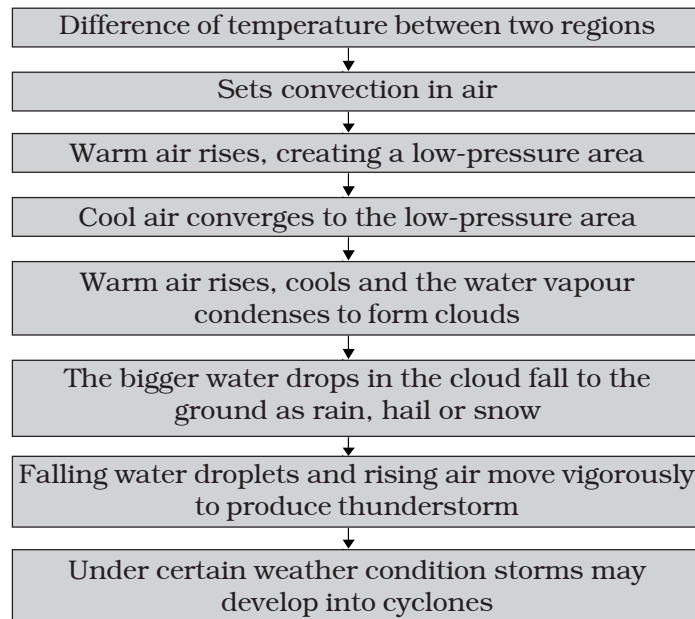 Difference of temperature between two regions
Sets convection in air
Warm air rises, creating a low-pressure area
Cool air converges to the low-pressure area
Warm air rises, cools and the water vapour
condenses to form clouds
The bigger water drops in the cloud fall to the
ground as rain, hail or snow
Falling water droplets and rising air move vigorously
to produce thunderstorm
Under certain weather condition storms may
develop into cyclones